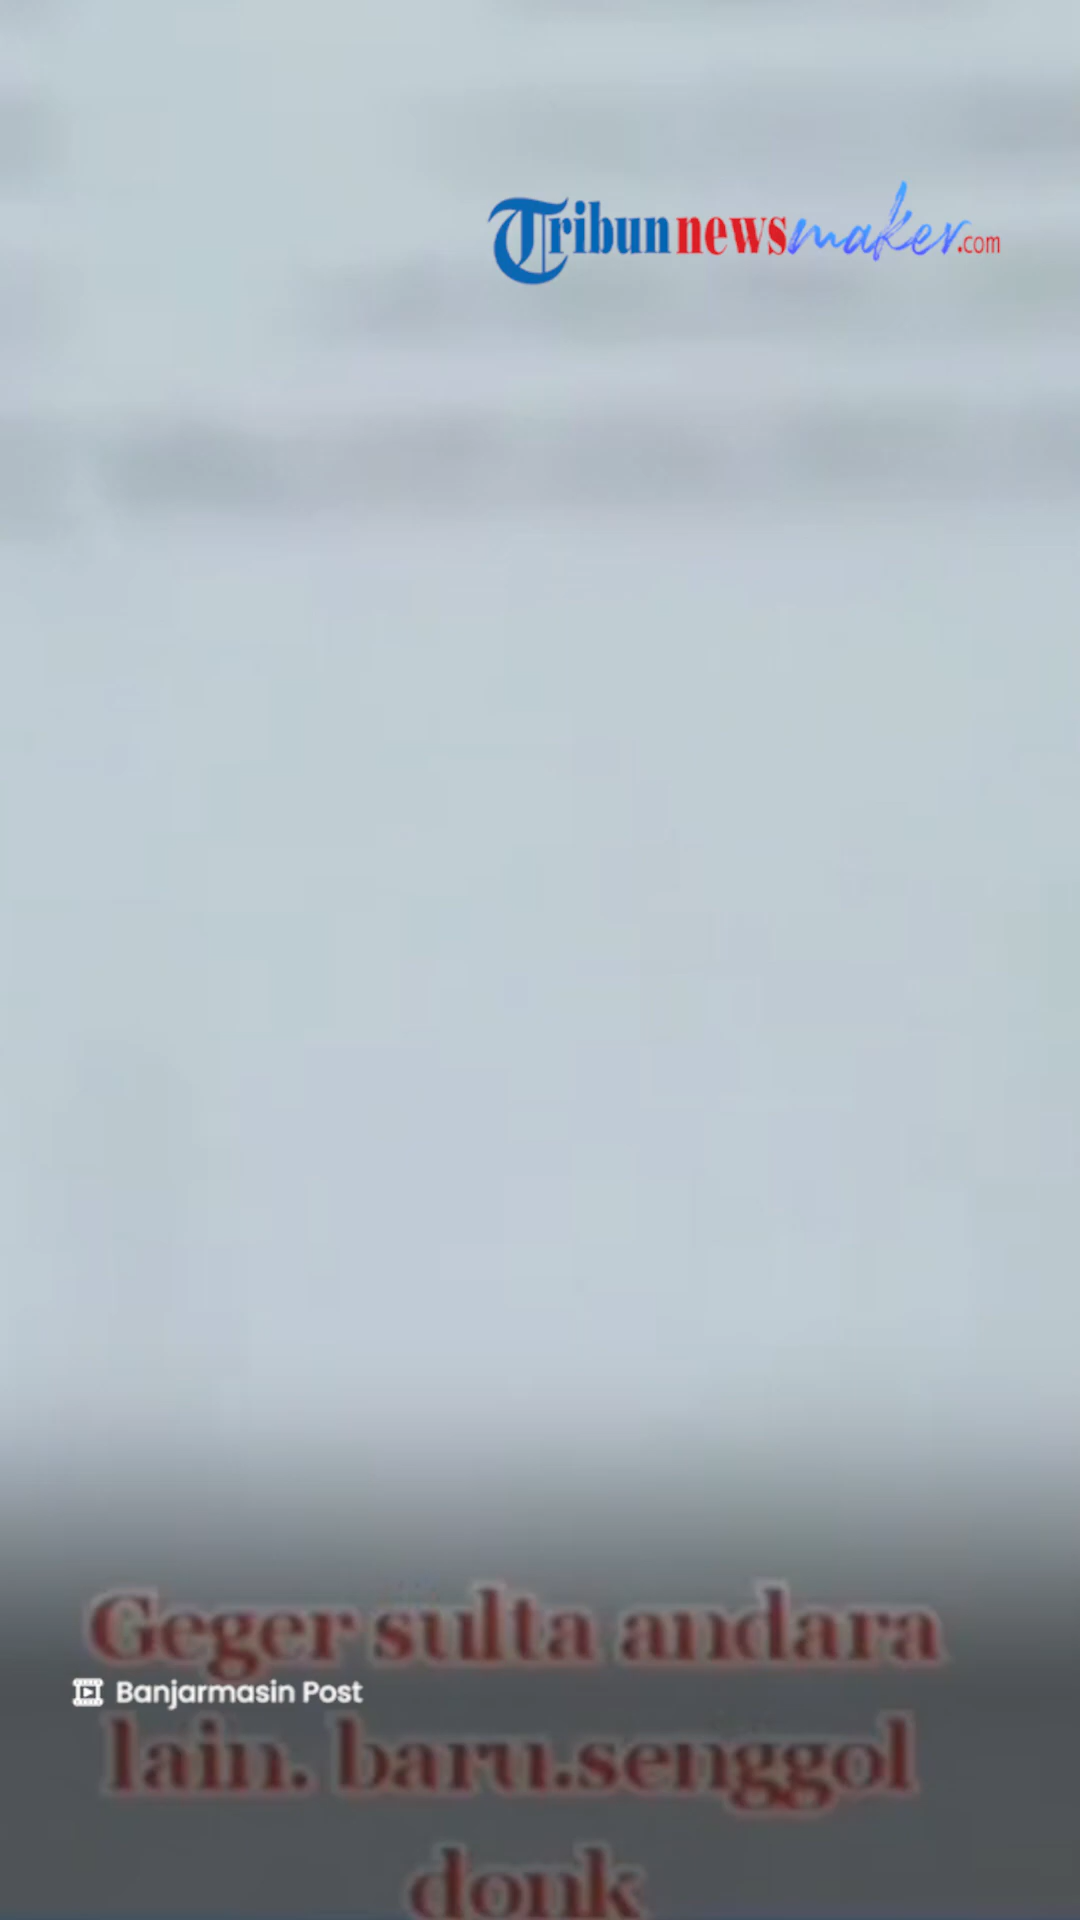 Tribunnewsmaker.com
Geger sulta andara
Banjarmasin Post
lain. baru.senggol
donk